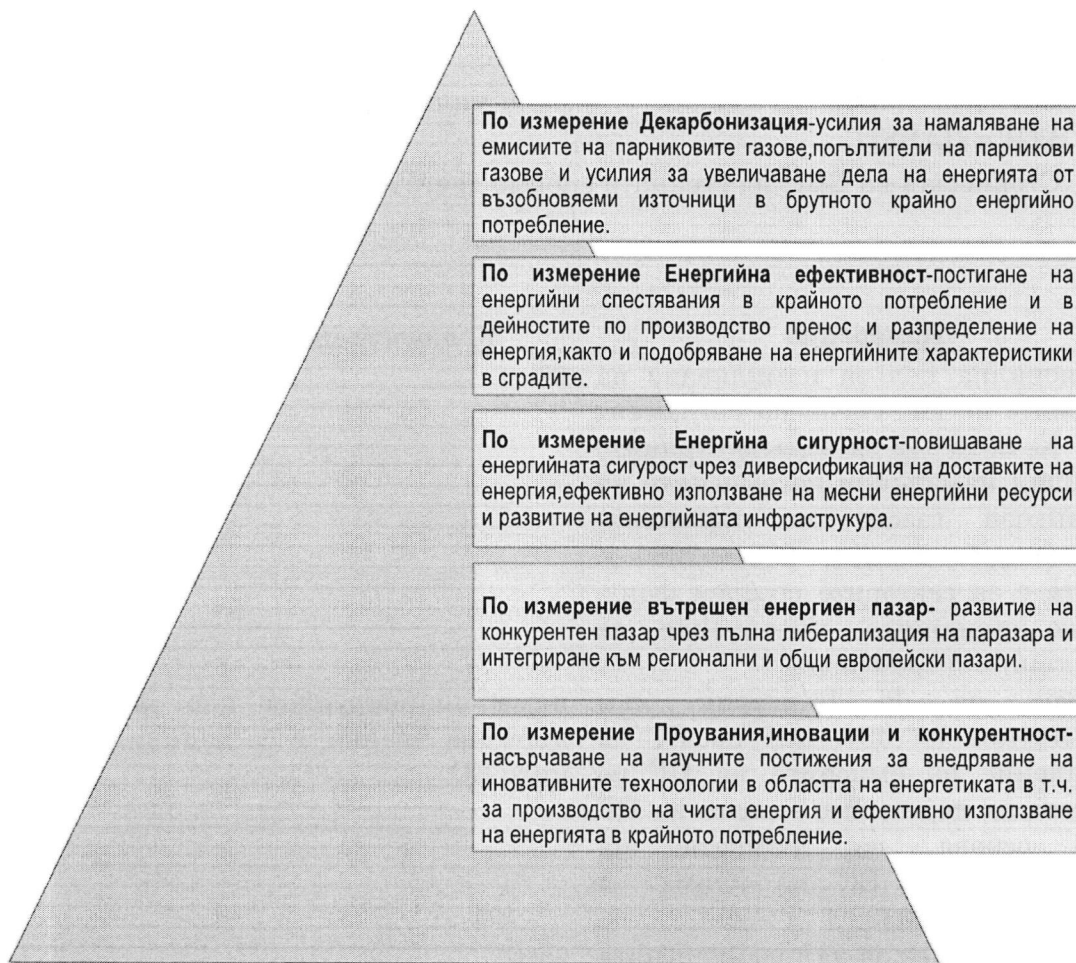 По измерение Декарбонизация-усилия за намаляване на
емисиите на парниковите газове,погълтители на парникови
газове и усилия за увеличаване дела на енергията от
възобновяеми източници в брутното крайно енергийно
потребление.
По измерение Енергийна ефективност-постигане на
енергийни спестявания в крайното потребление и в
дейностите по производство пренос и разпределение на
енергия,както и подобряване на енергийните характеристики
в сградите.
По измерение Енергйна сигурност-повишаване на
енергийната сигурост чрез диверсификация на доставките на
енергия,ефективно използване на месни енергийни ресурси
и развитие на енергийната инфраструкура.
По измерение вътрешен енергиен пазар- развитие на
конкурентен пазар чрез пълна либерализация на паразара и
интегриране към регионални и общи европейски пазари.
По измерение Проувания,иновации и конкурентност-
насърчаване на научните постижения за внедряване на
иновативните техноологии в областта на енергетиката в т.ч.
за производство на чиста енергия и ефективно използване
на енергията в крайното потребление.